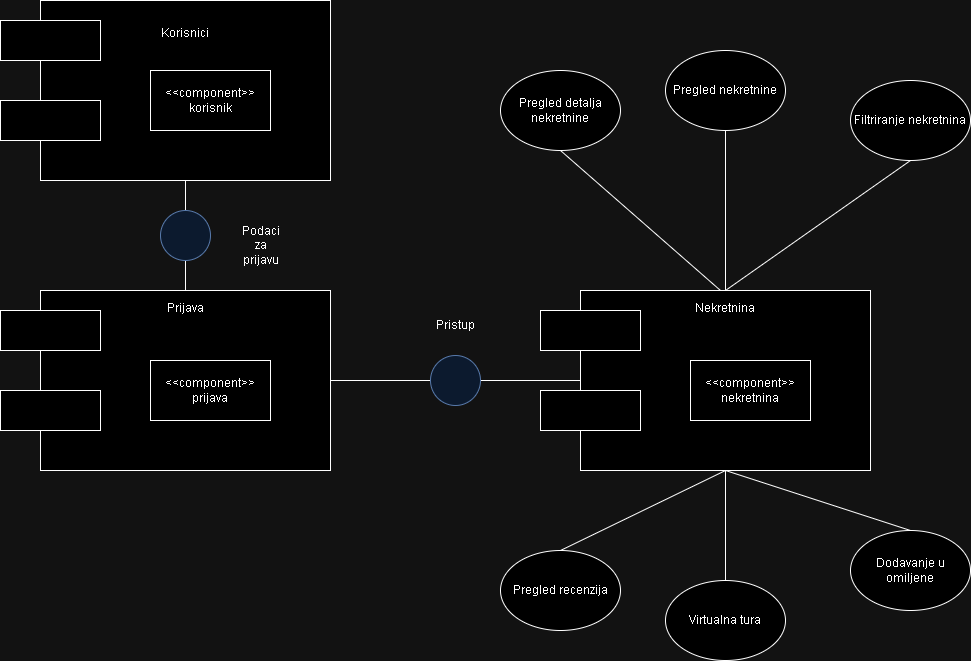 Korisnici
<<component>>
korisnik
Podaci
za
prijavu
Prijava
<<component>>
prijava
Pristup
Pregled detalja
nekretnine
Pregled nekretnine
Filtriranje nekretnina
Nekretnina
<<component>>
nekretnina
Pregled recenzija
Virtualna tura
Dodavanje u
omiljene